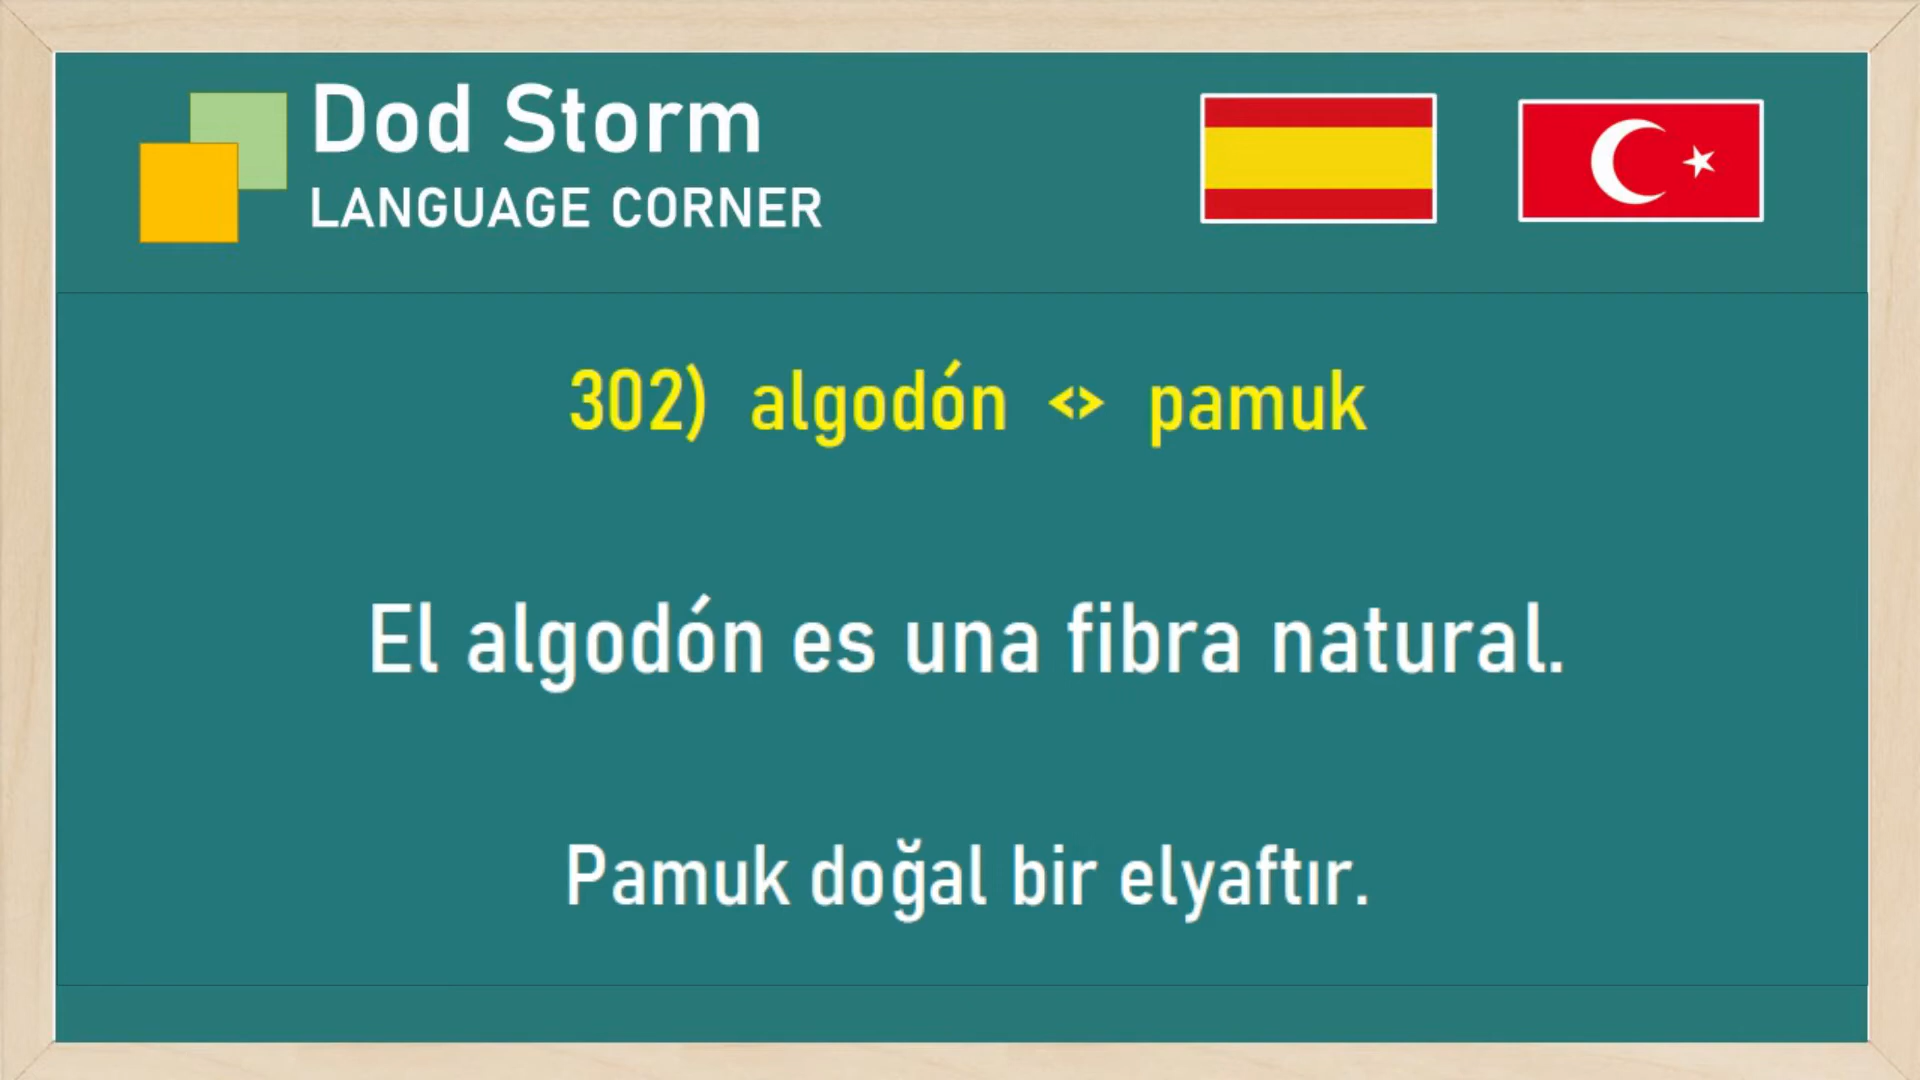 Dod Storm
LANGUAGE CORNER
302) algodón <> pamuk
El algodón es una fibra natural.
Pamuk doğal bir elyaftır.